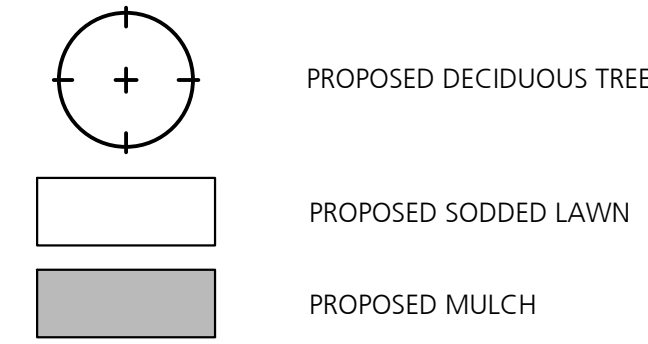 PROPOSED DECIDUOUS TREE
PROPOSED SODDED LAWN
PROPOSED MULCH